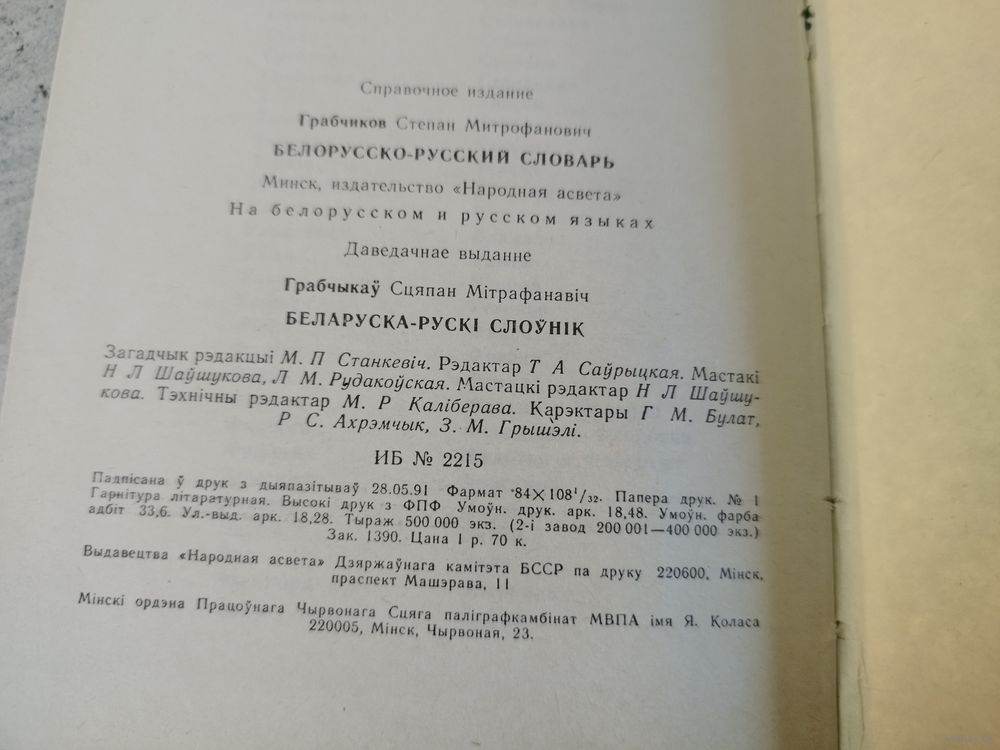 Справочное издание
Грабчиков Степан Митрофанович
БЕЛОРУССКО-РУССКИЙ СЛОВАРЬ
Минск, издательство «Народная асвета»
На белорусском и русском языках
Даведачнае выданне
Грабчыкаў Сцяпан Мітрафанавіч
БЕЛАРУСКА-РУСКІ СЛОЎНІК
Загадчык рэдакцыі М. П Станкевіч. Рэдактар Т А Саўрыцкая. Мастакі
Н Л Шаўшукова, Л М. Рудакоўская. Мастацкі рэдактар Н Л Шаўшу-
кова. Тэхнічны рэдактар М. Р Каліберава. Қарэктары Г М. Булат,
Р С. Ахрэмчык, З. М. Грышэлі.
ИБ № 2215
Падпісана ў друк з дыяпазітываў 28.05.91 Фармат 84×108¹/₃₂. Папера друк. № 1
Гарнітура літаратурная. Высокі друк з ФПФ Умоўн. друк. арк. 18,48. Умоўн. фарба
адбіт 33,6. Ул.-выд. арк. 18,28. Тыраж 500 000 экз. (2-і завод 200 001—400 000 экз.)
Зак. 1390. Цана 1 р. 70 к.
Выдавецтва «Народная асвета» Дзяржаўнага камітэта БССР па друку 220600, Мінск,
праспект Машэрава, 11
Мінскі ордэна Працоўнага Чырвонага Сцяга паліграфкамбінат МВПА імя Я. Қоласа
220005, Мінск, Чырвоная, 23.